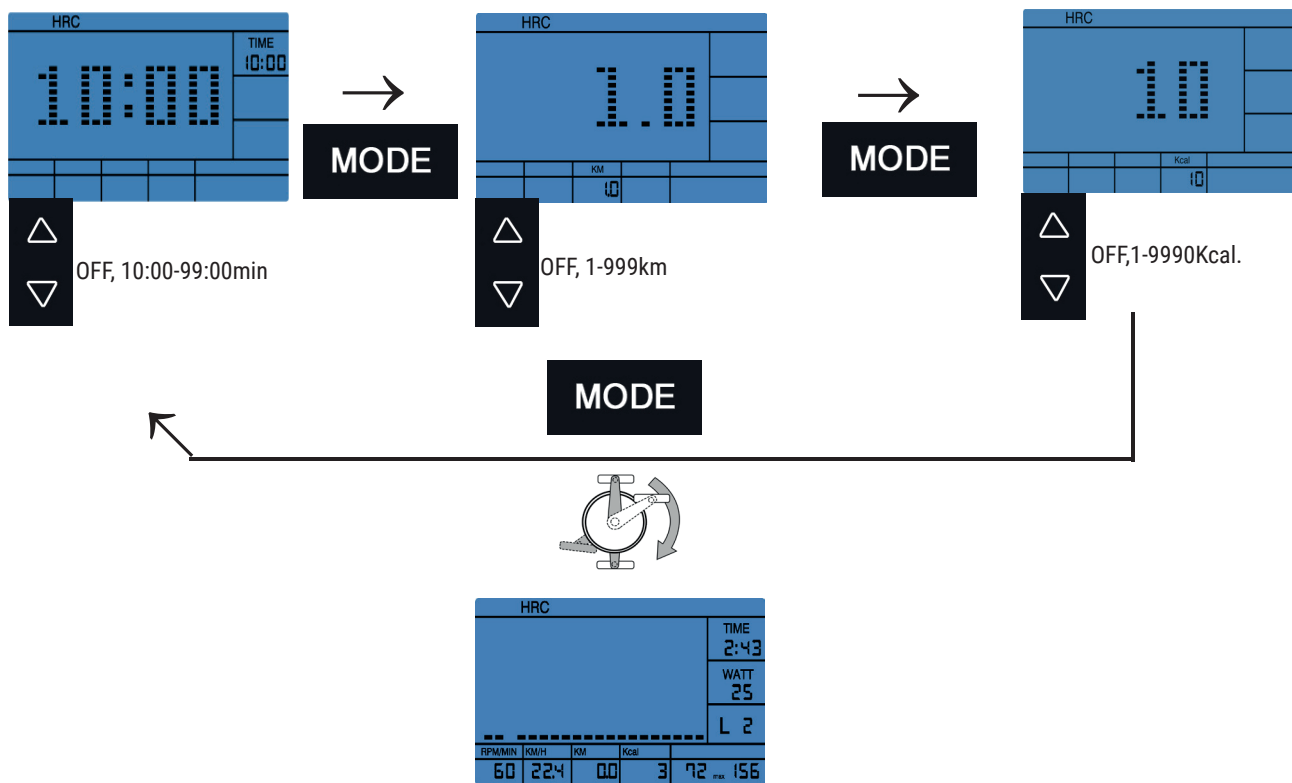 HRC
TIME
10:00
10:00
MODE
OFF, 10:00-99:00min
HRC
1.0
KM
1.0
MODE
OFF, 1-999km
HRC
10
Kcal
10
OFF,1-9990Kcal.
MODE
HRC
TIME
2:43
WATT
25
L 2
RPM/MIN KM/H KM Kcal
60 22.4 0.0 3 72 max 156